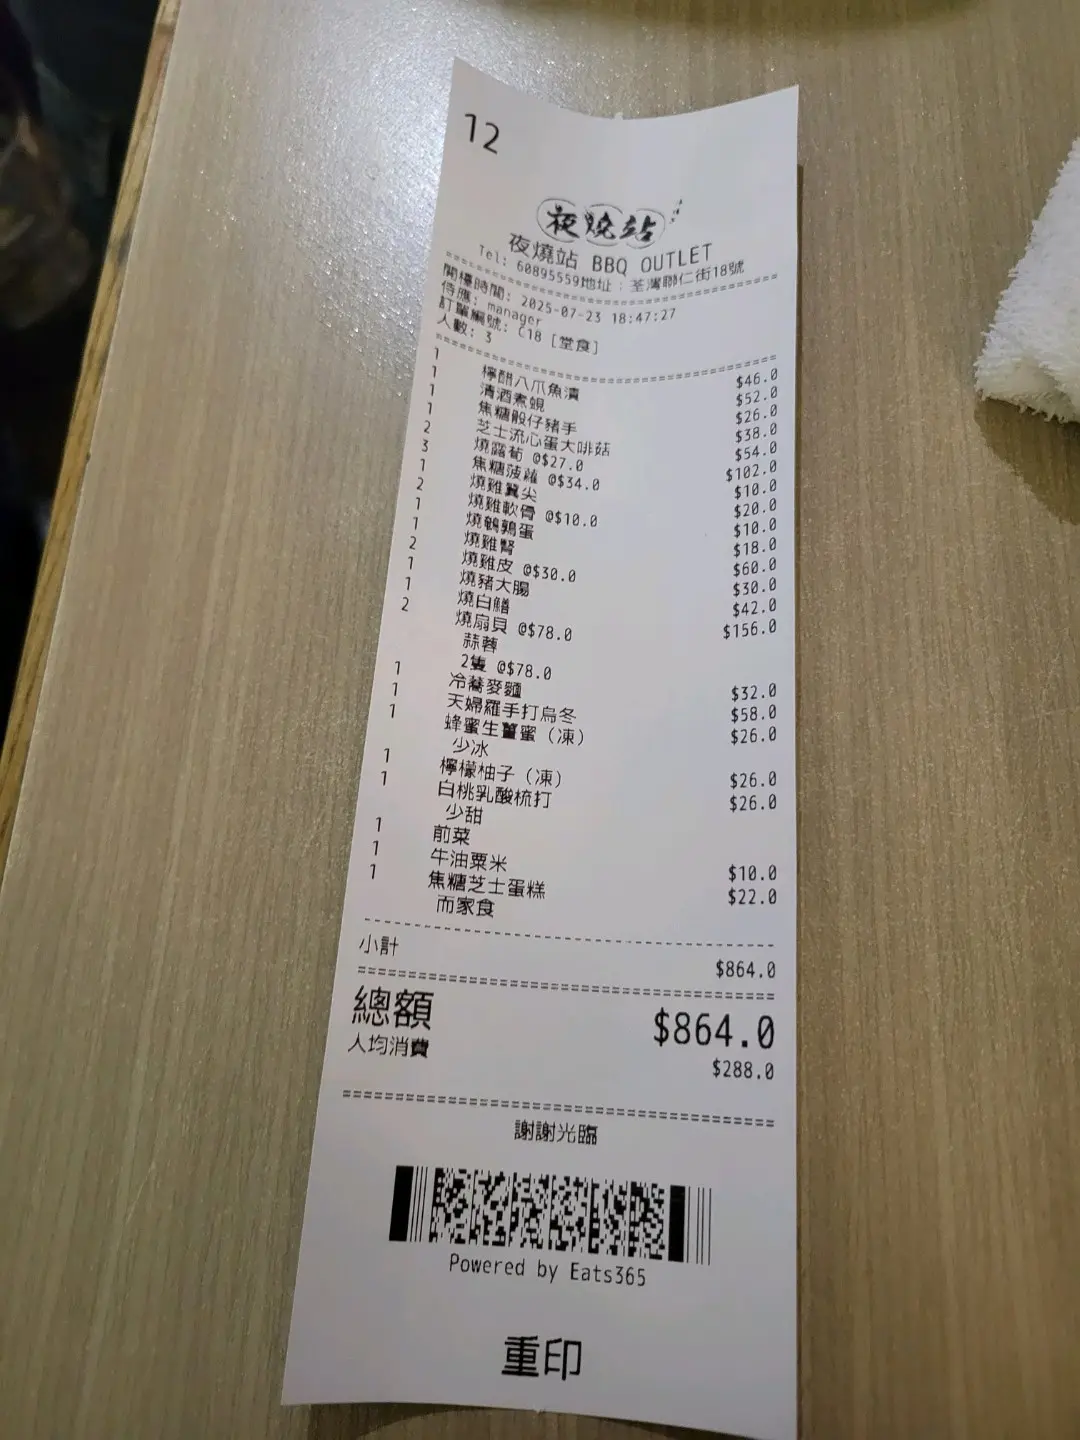 12
夜燒站
夜燒站 BBQ OUTLET
Tel: 60895559地址：荃灣聯仁街18號
開檯時間: 2025-07-23 18:47:27
侍應: manager
訂單編號: C18 [堂食]
人數: 3
1 檸醋八爪魚漬 $46.0
1 清酒煮蜆 $52.0
1 焦糖骰仔豬手 $26.0
1 芝士流心蛋大啡菇 $38.0
2 燒露荀 @$27.0 $54.0
3 焦糖菠蘿 @$34.0 $102.0
1 燒雞翼尖 $10.0
2 燒雞軟骨 @$10.0 $20.0
1 燒鵪鶉蛋 $10.0
1 燒雞腎 $18.0
2 燒雞皮 @$30.0 $60.0
1 燒豬大腸 $30.0
1 燒白鱔 $42.0
2 燒扇貝 @$78.0 $156.0
蒜蓉
2隻 @$78.0
1 冷蕎麥麵 $32.0
1 天婦羅手打烏冬 $58.0
1 蜂蜜生薑蜜（凍） $26.0
少冰
1 檸檬柚子（凍） $26.0
1 白桃乳酸梳打 $26.0
少甜
1 前菜
1 牛油粟米 $10.0
1 焦糖芝士蛋糕 $22.0
而家食
小計 $864.0
總額 $864.0
人均消費 $288.0
謝謝光臨
Powered by Eats365
重印